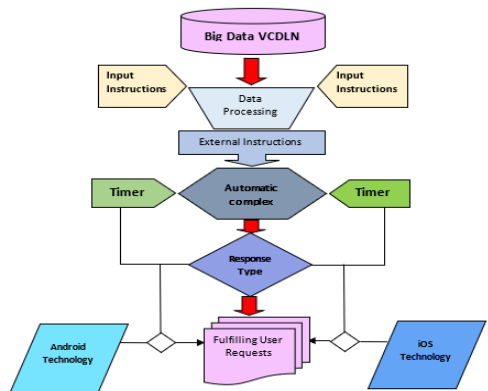 Big Data VCDLN
Input
Instructions
Input
Instructions
Data
Processing
External Instructions
Timer
Automatic
complex
Timer
Response
Type
Android
Technology
Fulfilling User
Requests
iOS
Technology